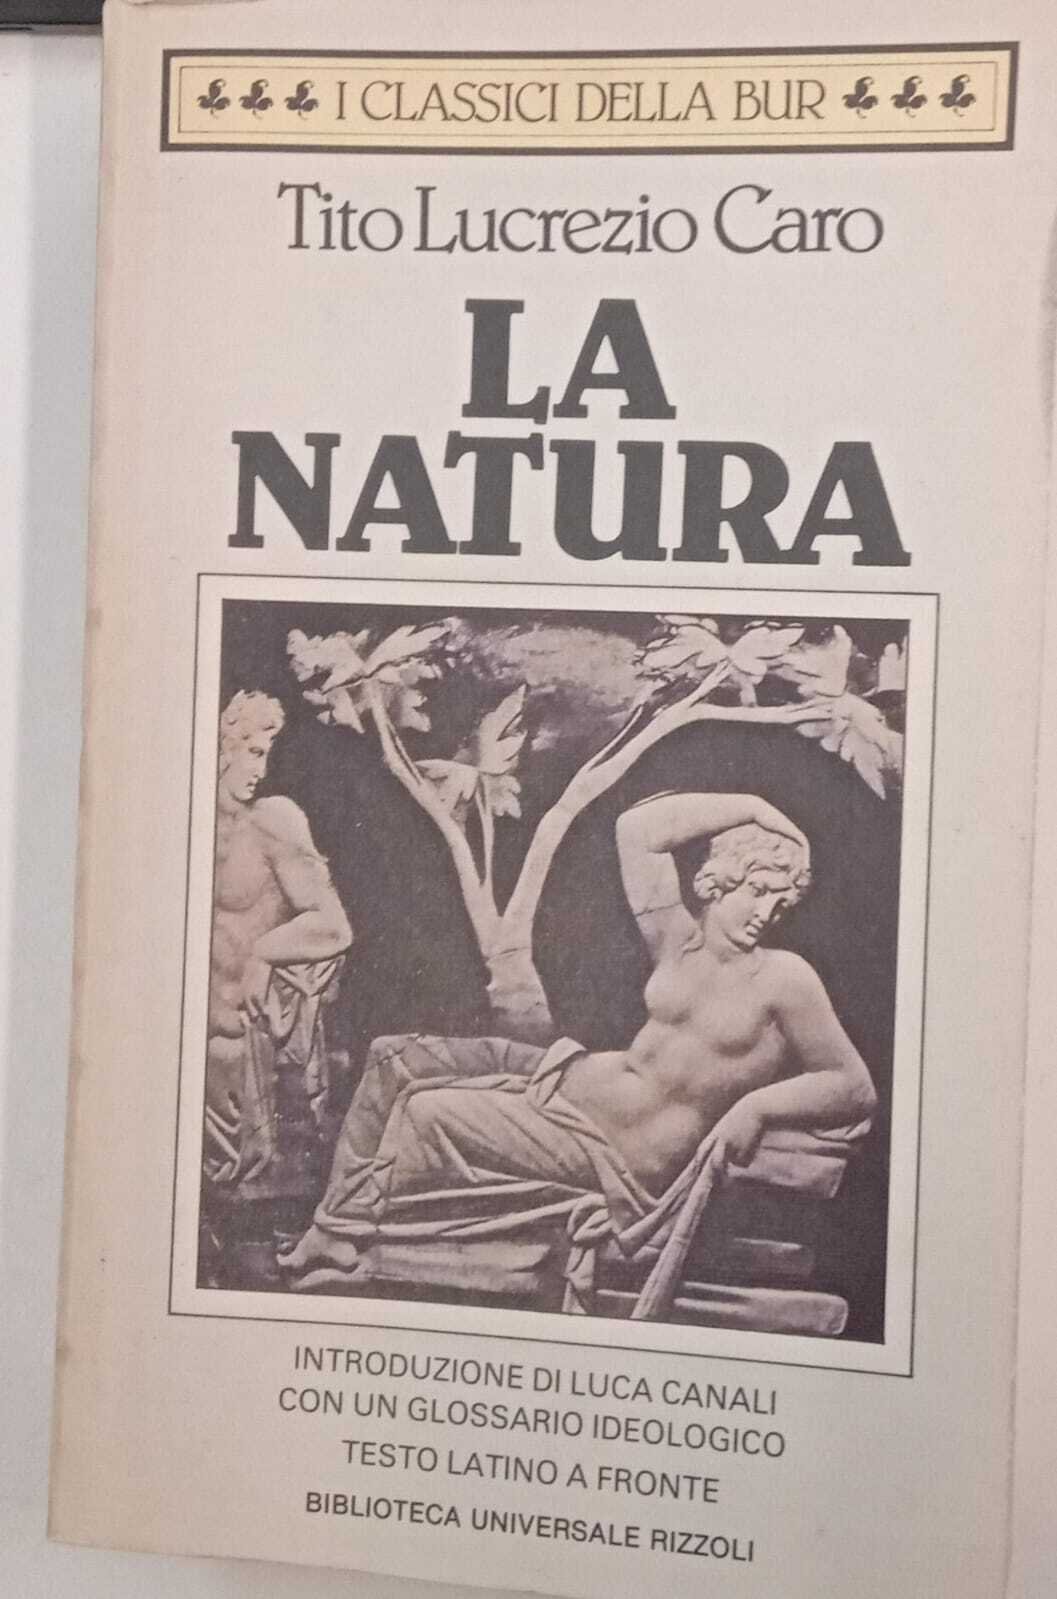 I CLASSICI DELLA BUR
Tito Lucrezio Caro
LA
NATURA
INTRODUZIONE DI LUCA CANALI
CON UN GLOSSARIO IDEOLOGICO
TESTO LATINO A FRONTE
BIBLIOTECA UNIVERSALE RIZZOLI